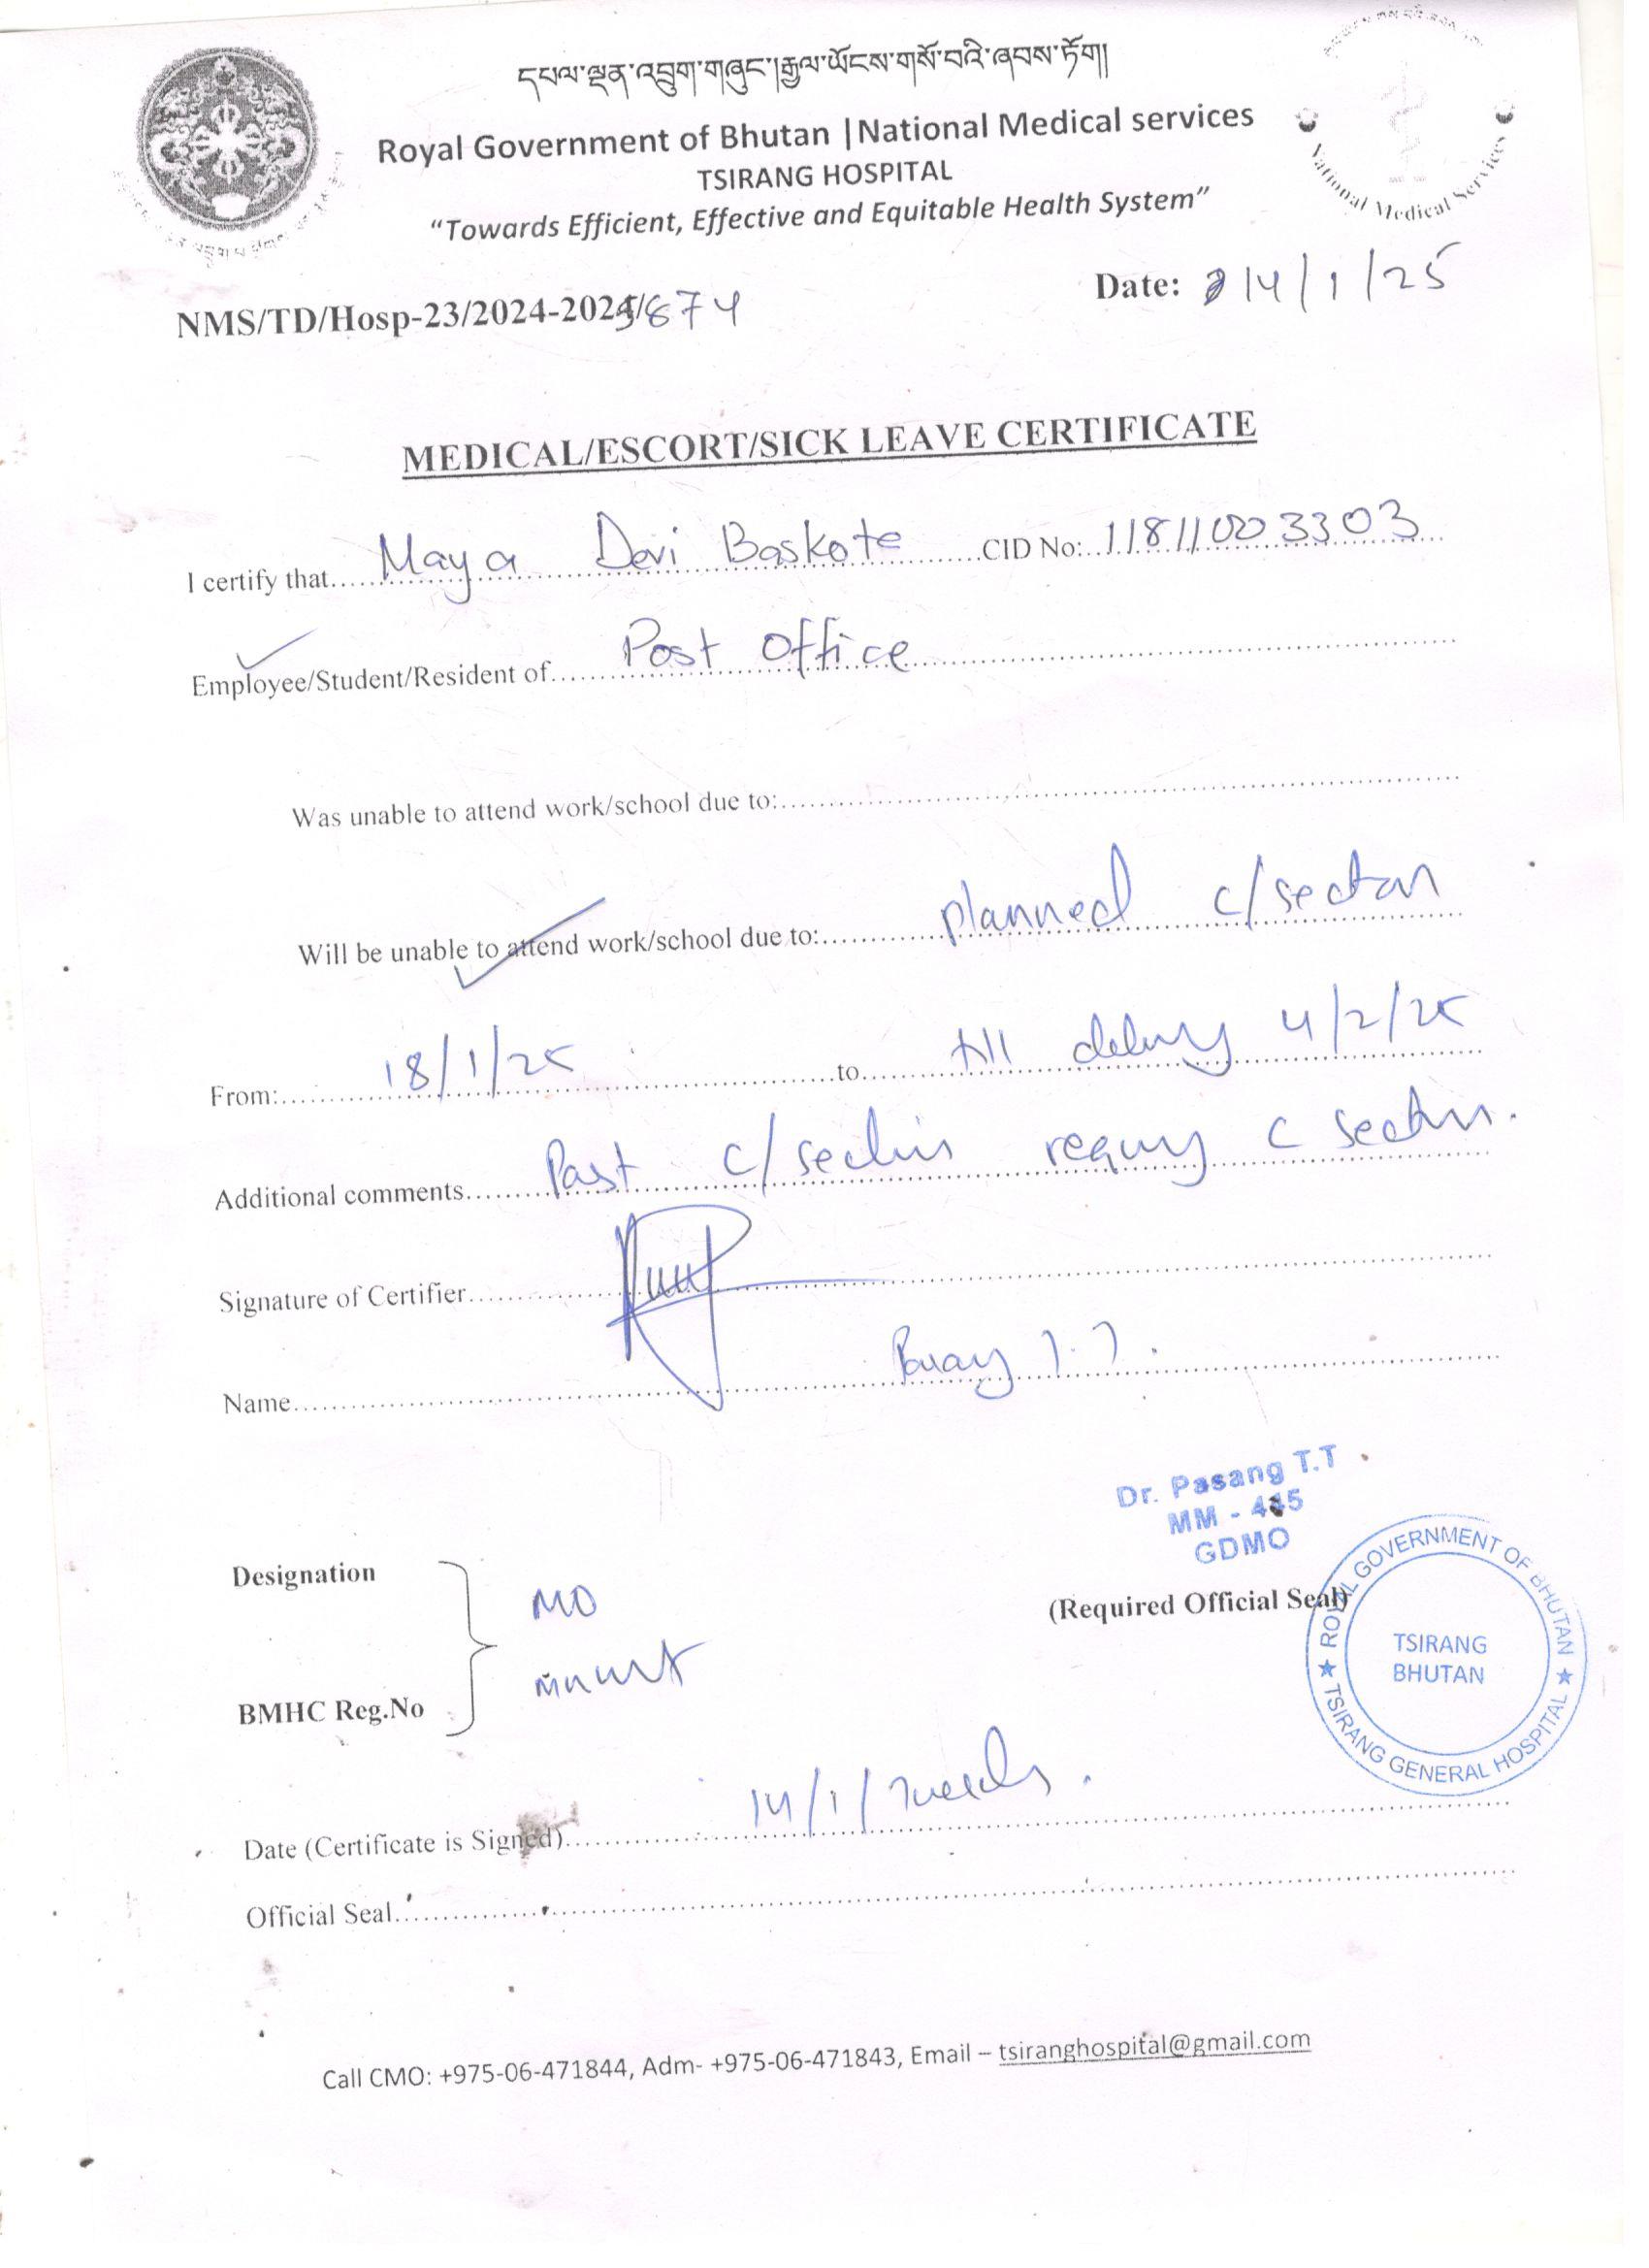 དཔལ་ལྡན་འབྲུག་གཞུང་།རྒྱལ་ཡོངས་གསོ་བའི་ཞབས་ཏོག།
Royal Government of Bhutan |National Medical services
TSIRANG HOSPITAL
“Towards Efficient, Effective and Equitable Health System”
National Medical Services
Date: 14/1/25
NMS/TD/Hosp-23/2024-2025/874
MEDICAL/ESCORT/SICK LEAVE CERTIFICATE
I certify that Maya Devi Baskote CID No: 11811003303
Employee/Student/Resident of Post Office
Was unable to attend work/school due to:
Will be unable to attend work/school due to: planned c/section
From: 18/1/25 to till delivery 4/2/25
Additional comments Past c/section requiring C section.
Signature of Certifier
Name Pasang T.T.
Dr. Pasang T.T
MM - 445
GDMO
Designation MO
(Required Official Seal)
BMHC Reg.No
ROYAL GOVERNMENT OF BHUTAN
TSIRANG
BHUTAN
TSIRANG GENERAL HOSPITAL
Date (Certificate is Signed) 14/1/
Official Seal
Call CMO: +975-06-471844, Adm- +975-06-471843, Email – tsiranghospital@gmail.com